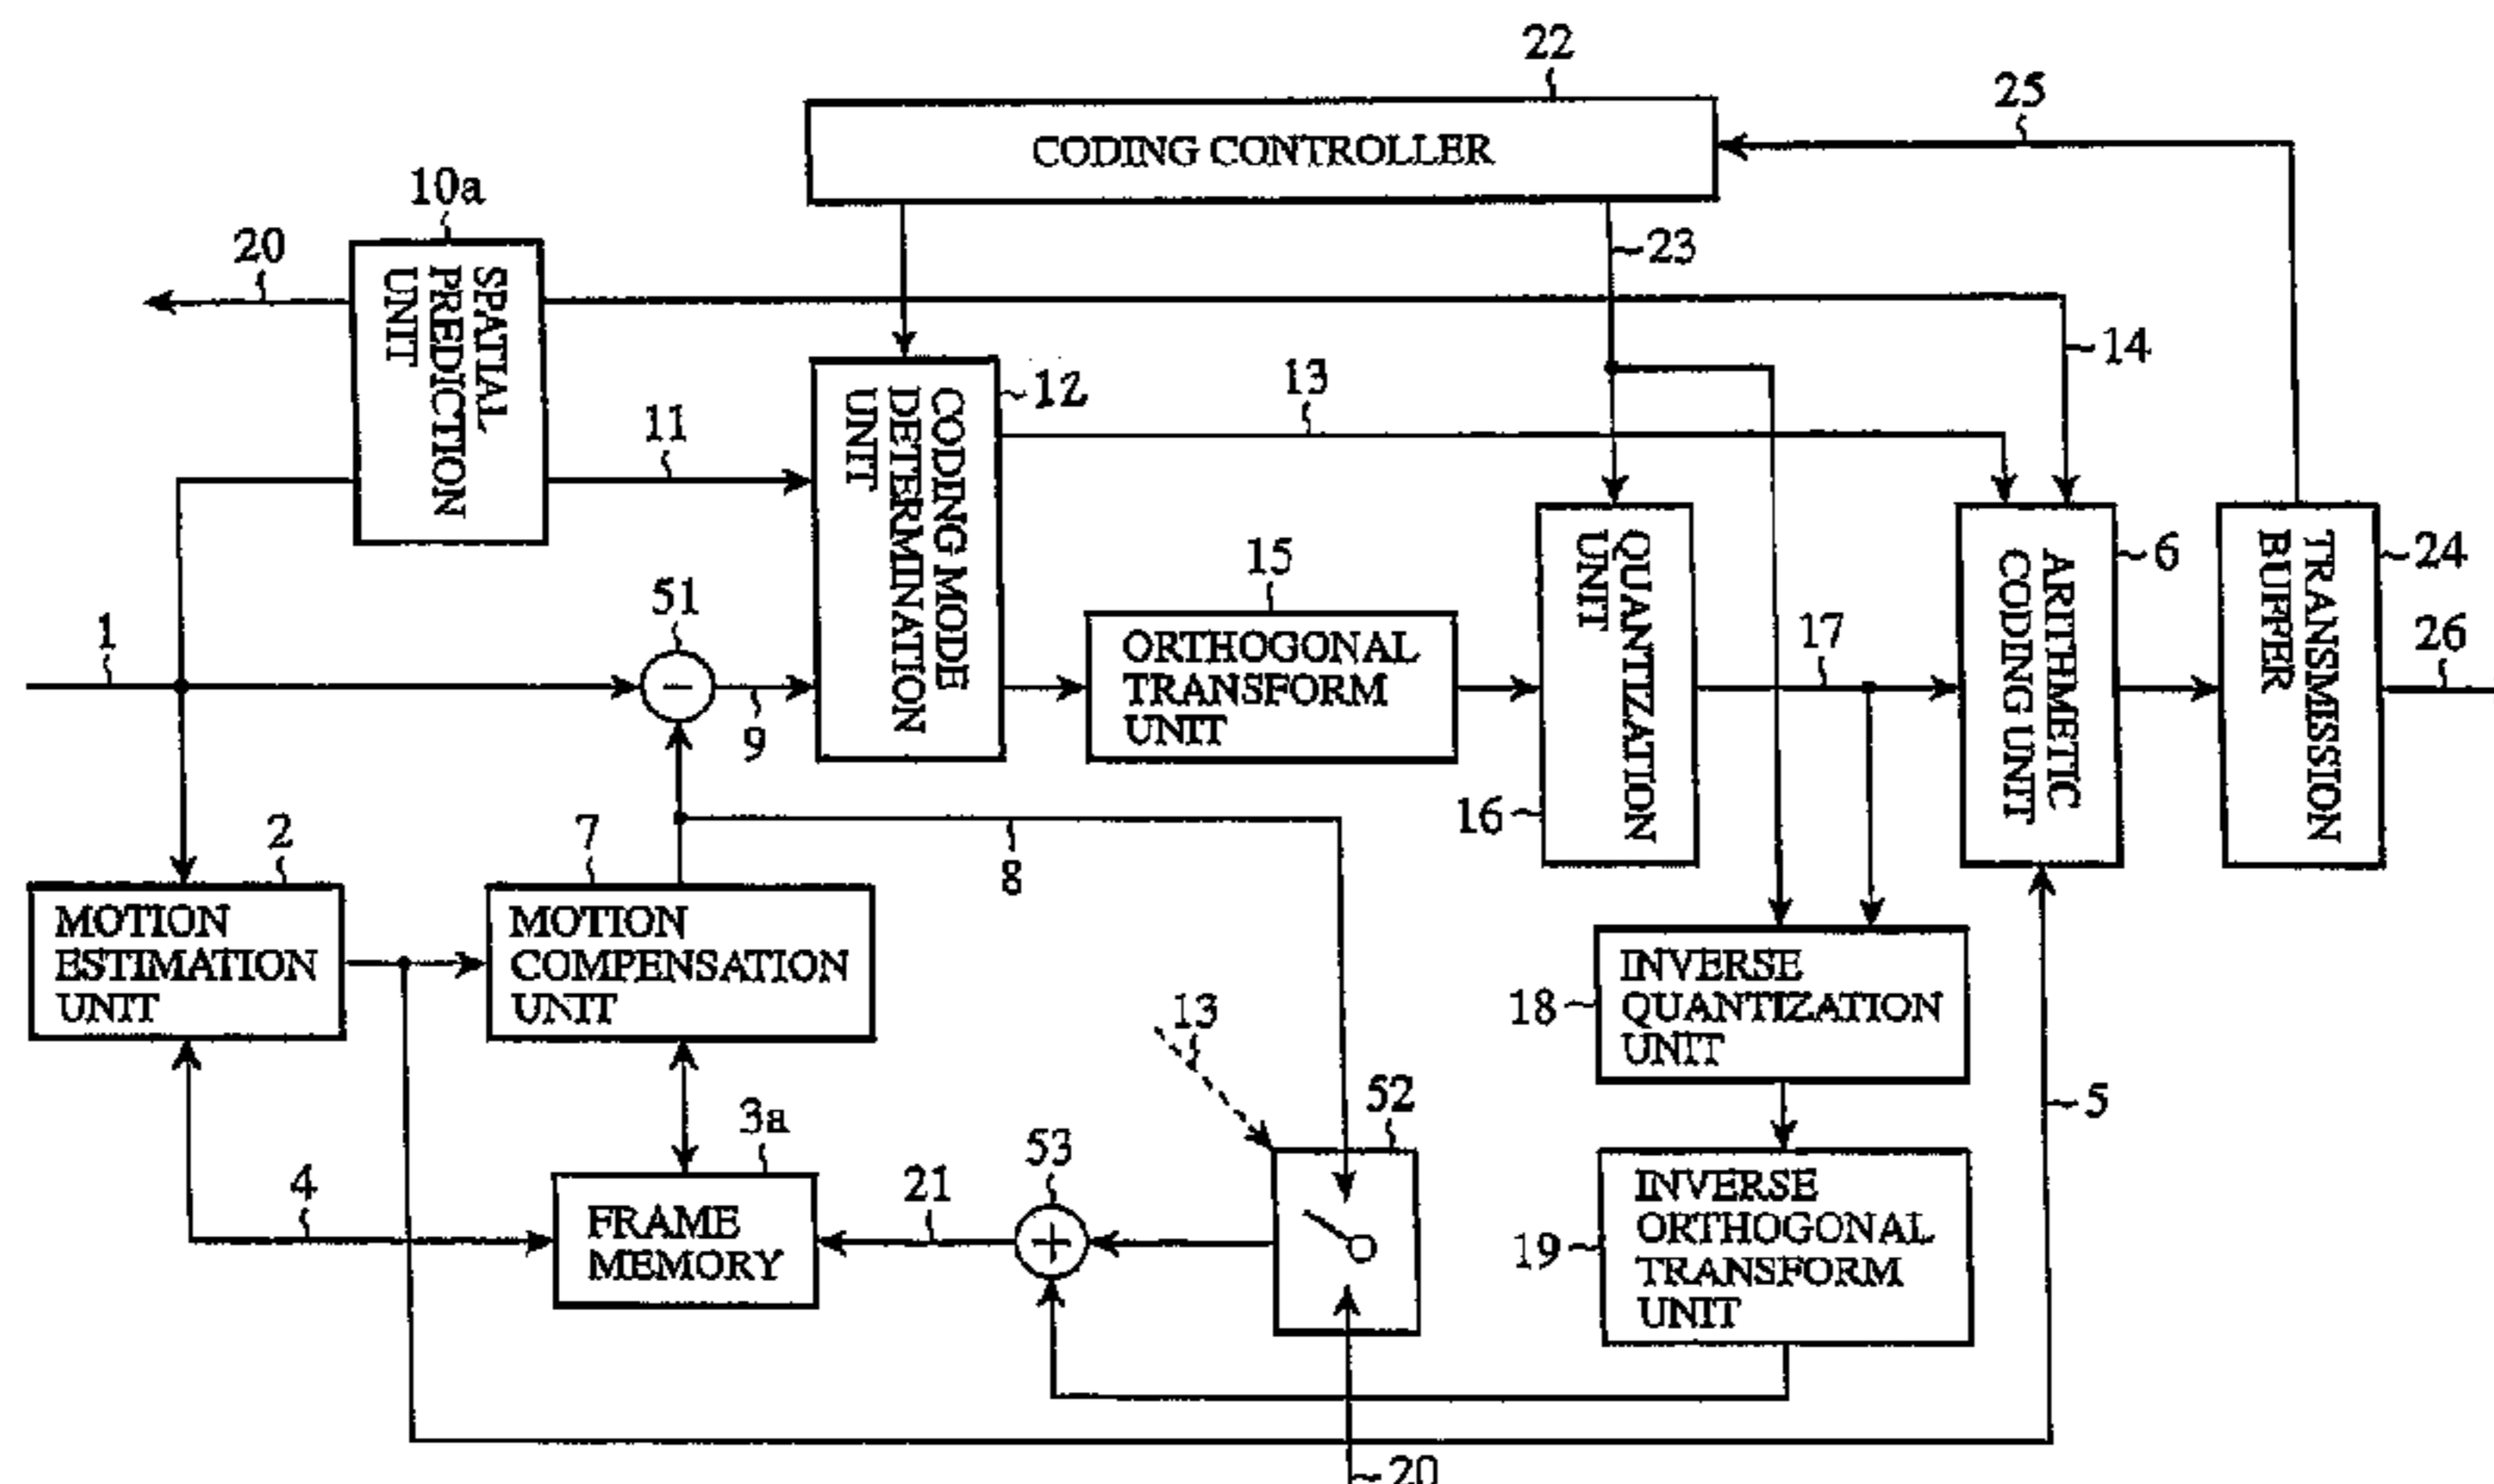 22
CODING CONTROLLER
25
10a
20
SPATIAL
PREDICTION
UNIT
23
14
11
12
CODING MODE
DETERMINATION
UNIT
13
1
51
9
15
ORTHOGONAL
TRANSFORM
UNIT
QUANTIZATION
UNIT
16
17
ARITHMETIC
CODING UNIT
6
TRANSMISSION
BUFFER
24
26
2
MOTION
ESTIMATION
UNIT
7
MOTION
COMPENSATION
UNIT
8
18
INVERSE
QUANTIZATION
UNIT
13
52
5
4
3a
FRAME
MEMORY
21
53
+
19
INVERSE
ORTHOGONAL
TRANSFORM
UNIT
20